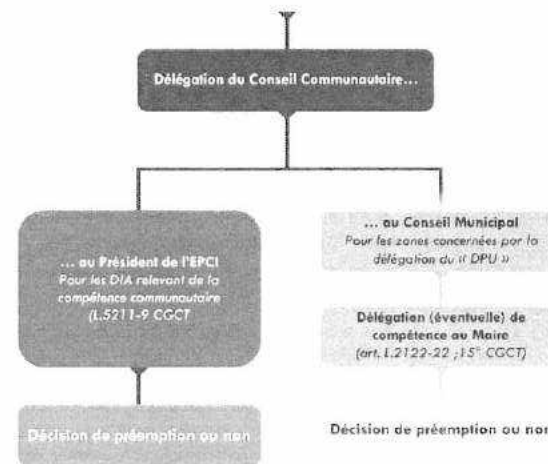 Délégation du Conseil Communautaire...
... au Président de l'EPCI
Pour les DIA relevant de la
compétence communautaire
(L.5211-9 CGCT
Décision de préemption ou non
... au Conseil Municipal
Pour les zones concernées par la
délégation du « DPU »
Délégation (éventuelle) de
compétence au Maire
(art. L.2122-22 ;15° CGCT)
Décision de préemption ou non